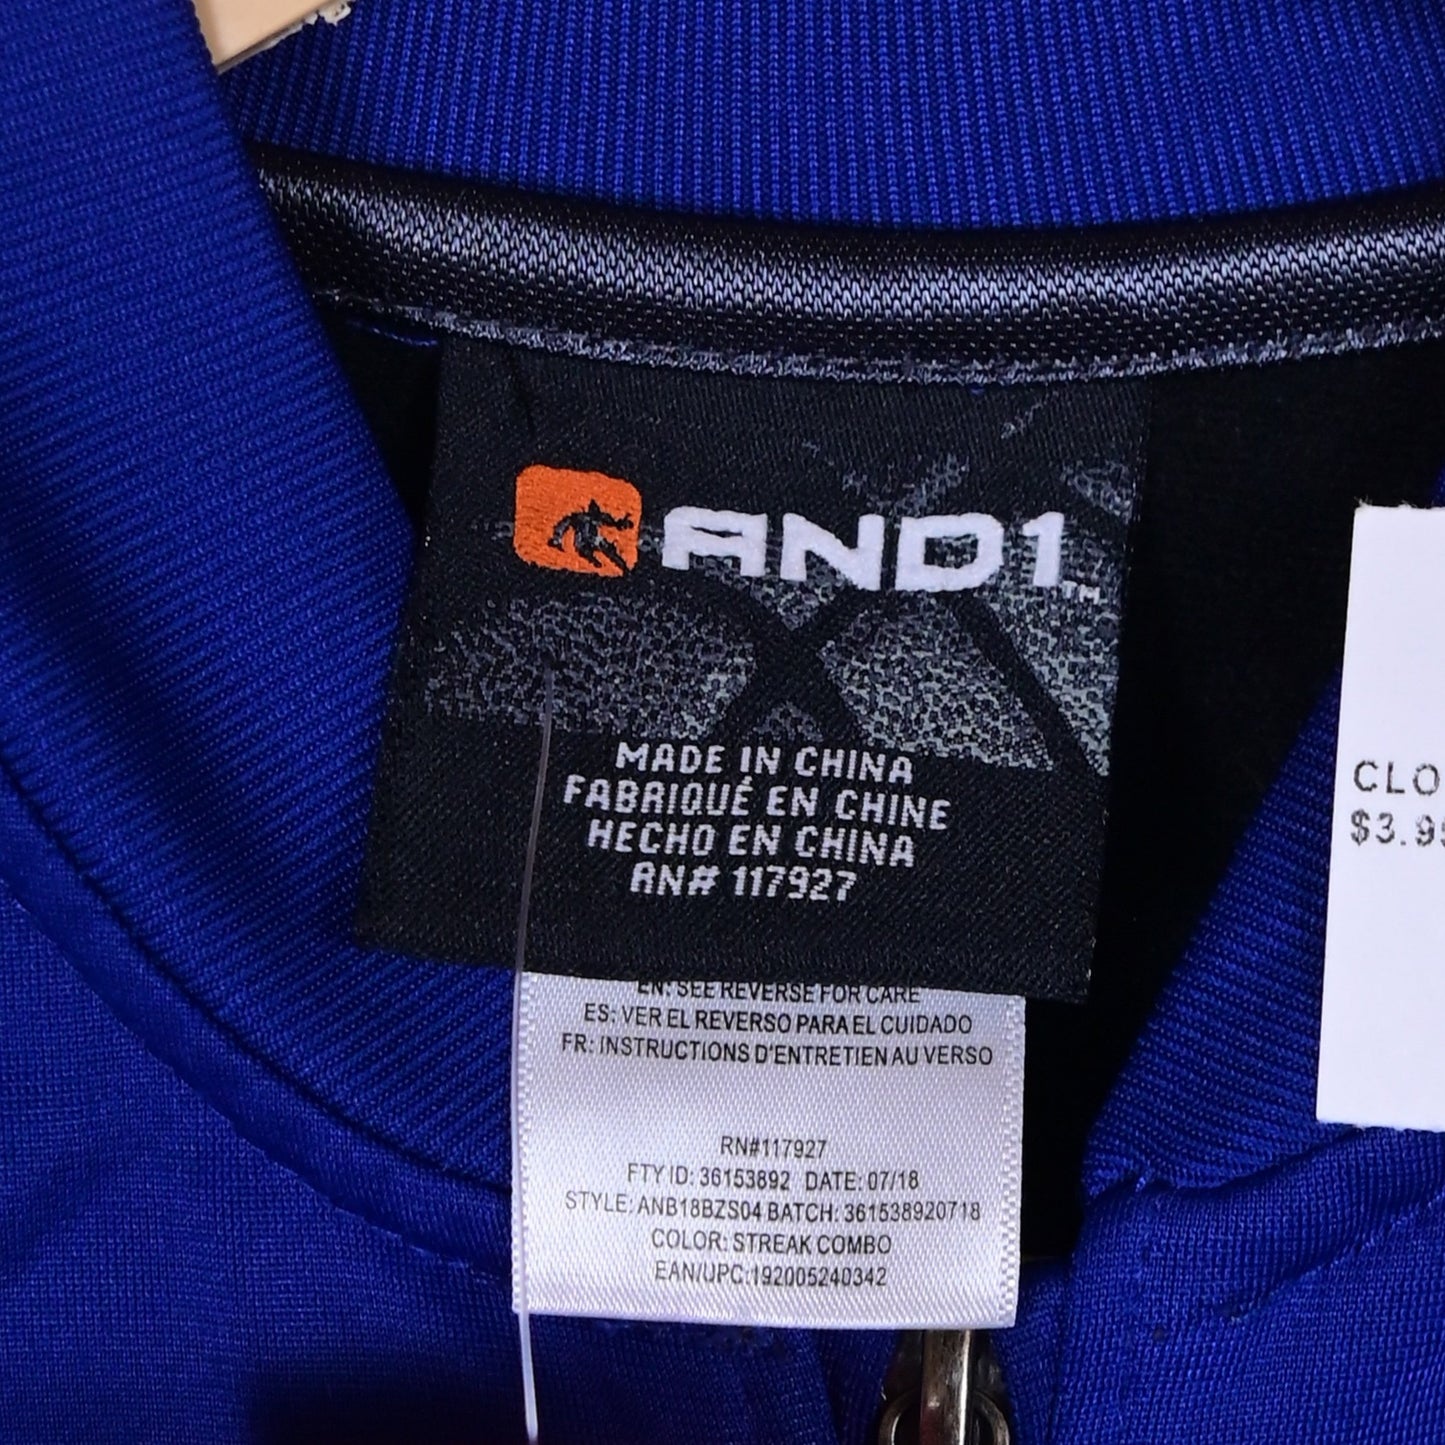 AND1™
MADE IN CHINA
FABRIQUÉ EN CHINE
HECHO EN CHINA
RN# 117927
EN: SEE REVERSE FOR CARE
ES: VER EL REVERSO PARA EL CUIDADO
FR: INSTRUCTIONS D'ENTRETIEN AU VERSO
RN#117927
FTY ID: 36153892 DATE: 07/18
STYLE: ANB18BZS04 BATCH: 361538920718
COLOR: STREAK COMBO
EAN/UPC:192005240342
CLO
$3.95